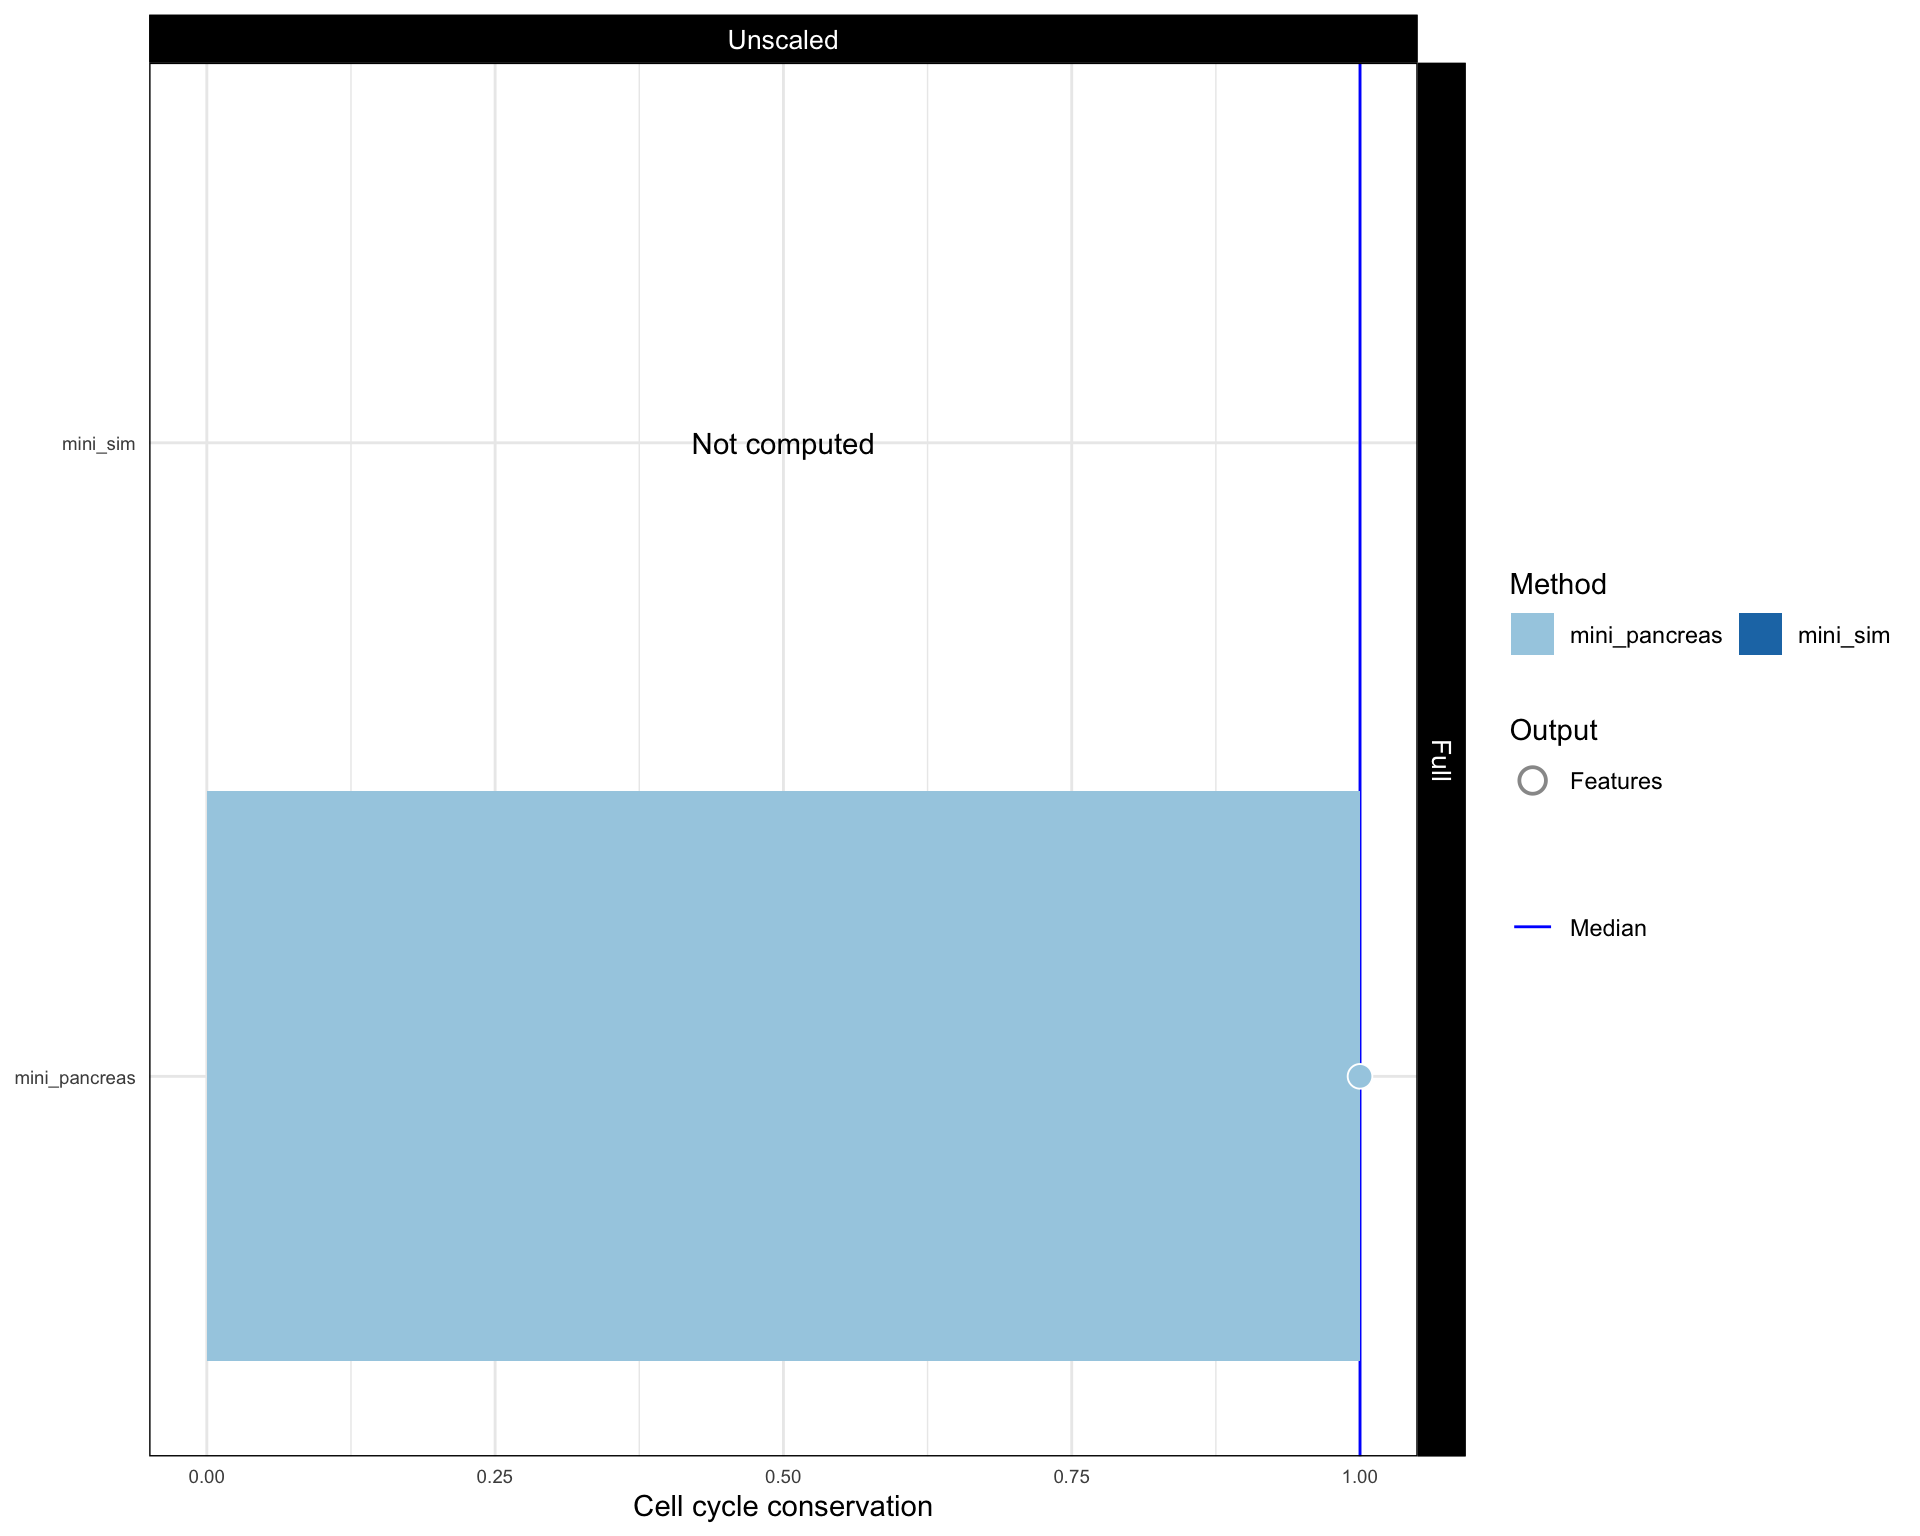 Unscaled
mini_sim
Not computed
mini_pancreas
0.00 0.25 0.50 0.75 1.00
Cell cycle conservation
Full
Method
mini_pancreas mini_sim
Output
Features
Median